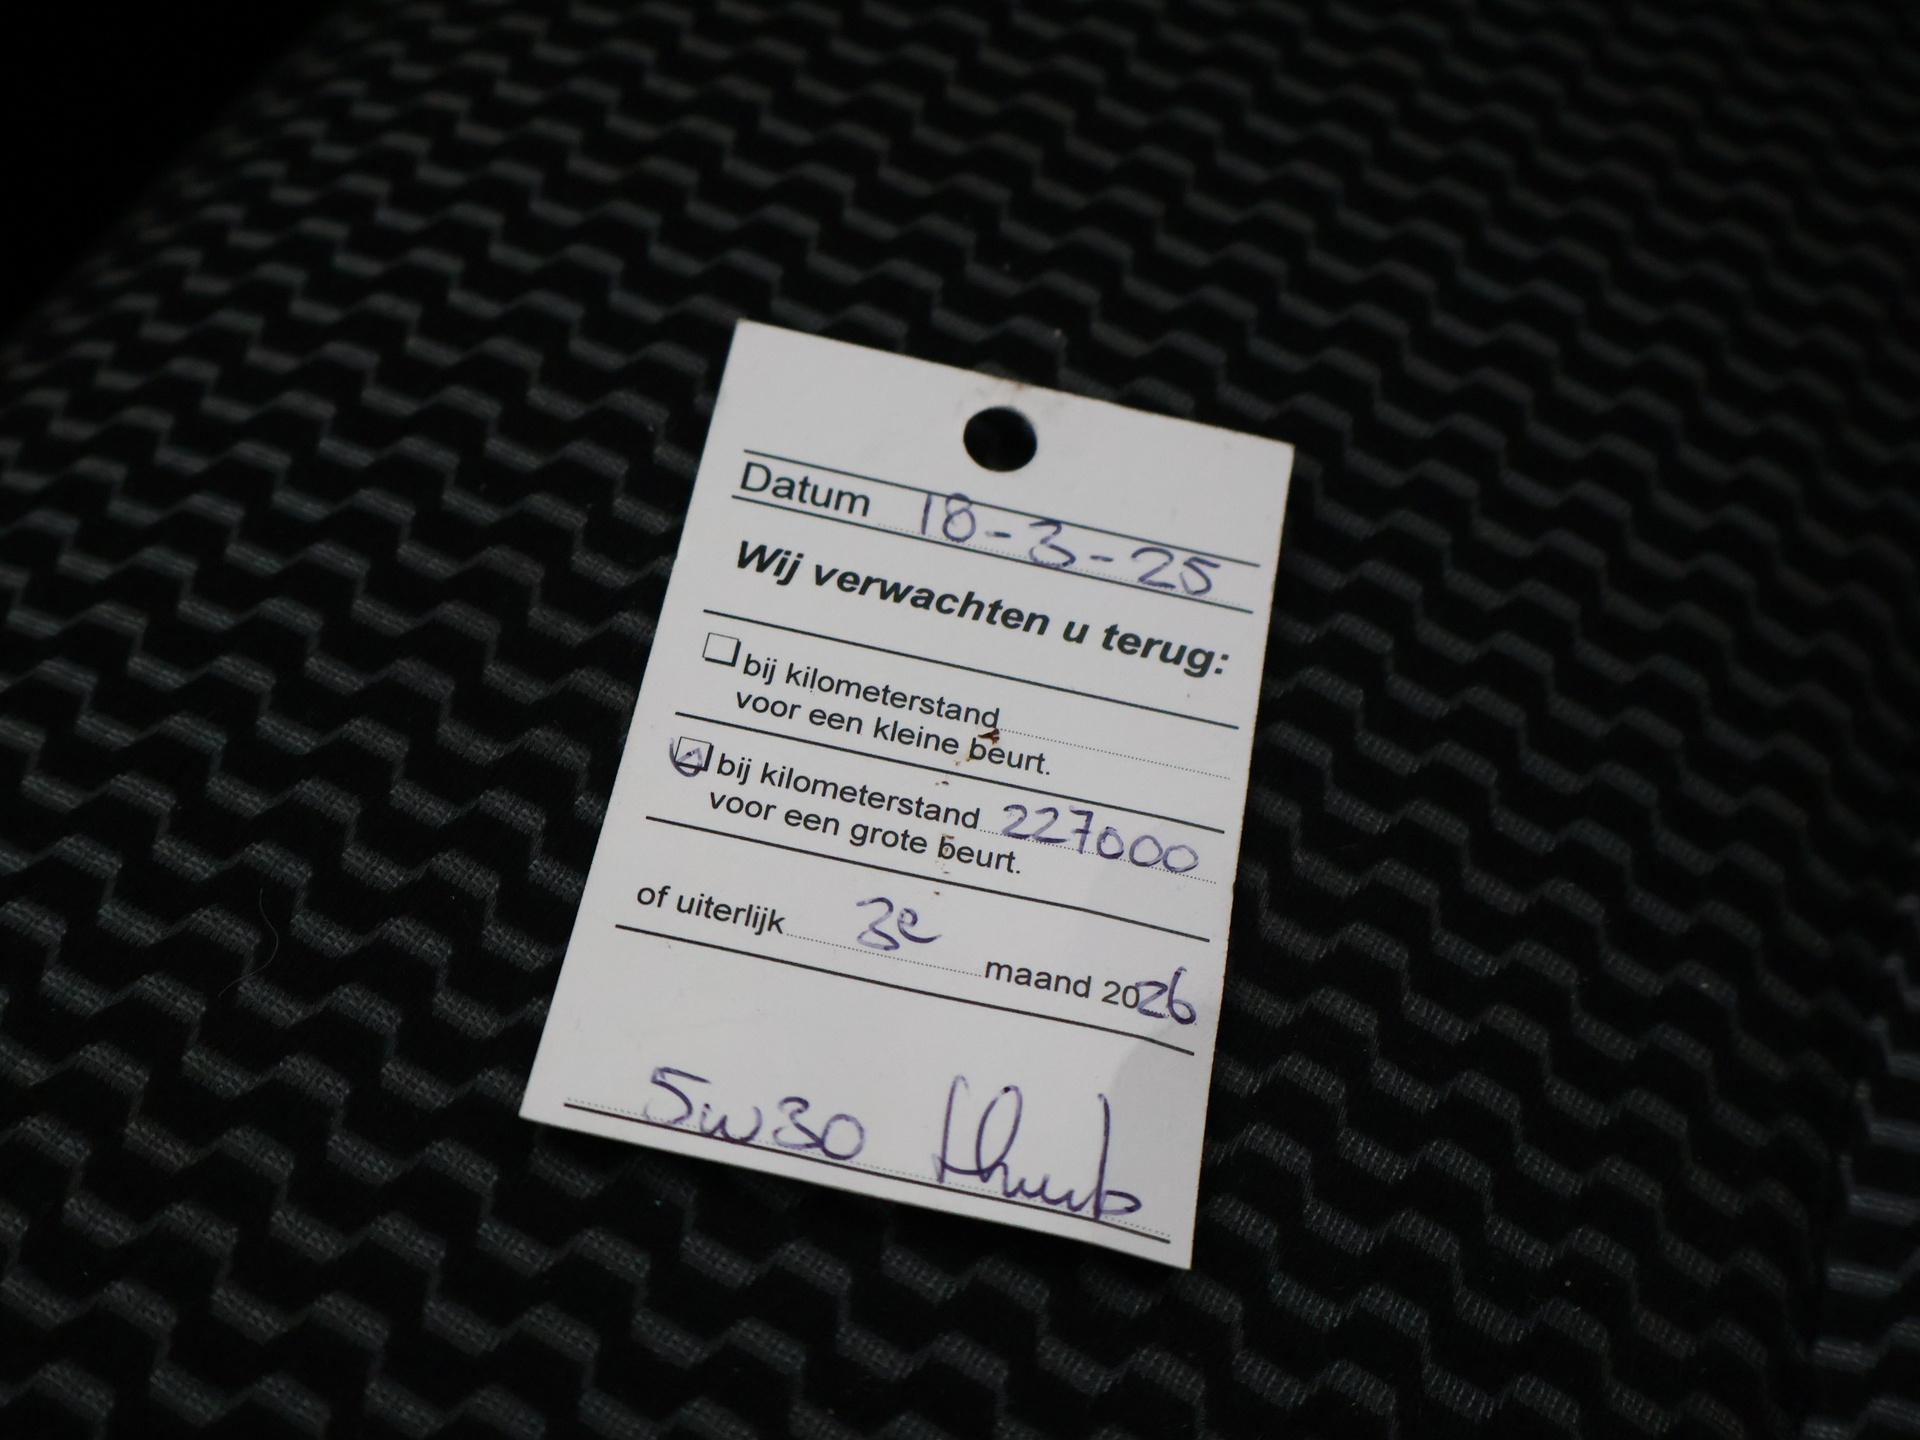 Datum 18-3-25
Wij verwachten u terug:
bij kilometerstand
voor een kleine beurt.
bij kilometerstand 227000
voor een grote beurt.
of uiterlijk 3e maand 2026
5w30